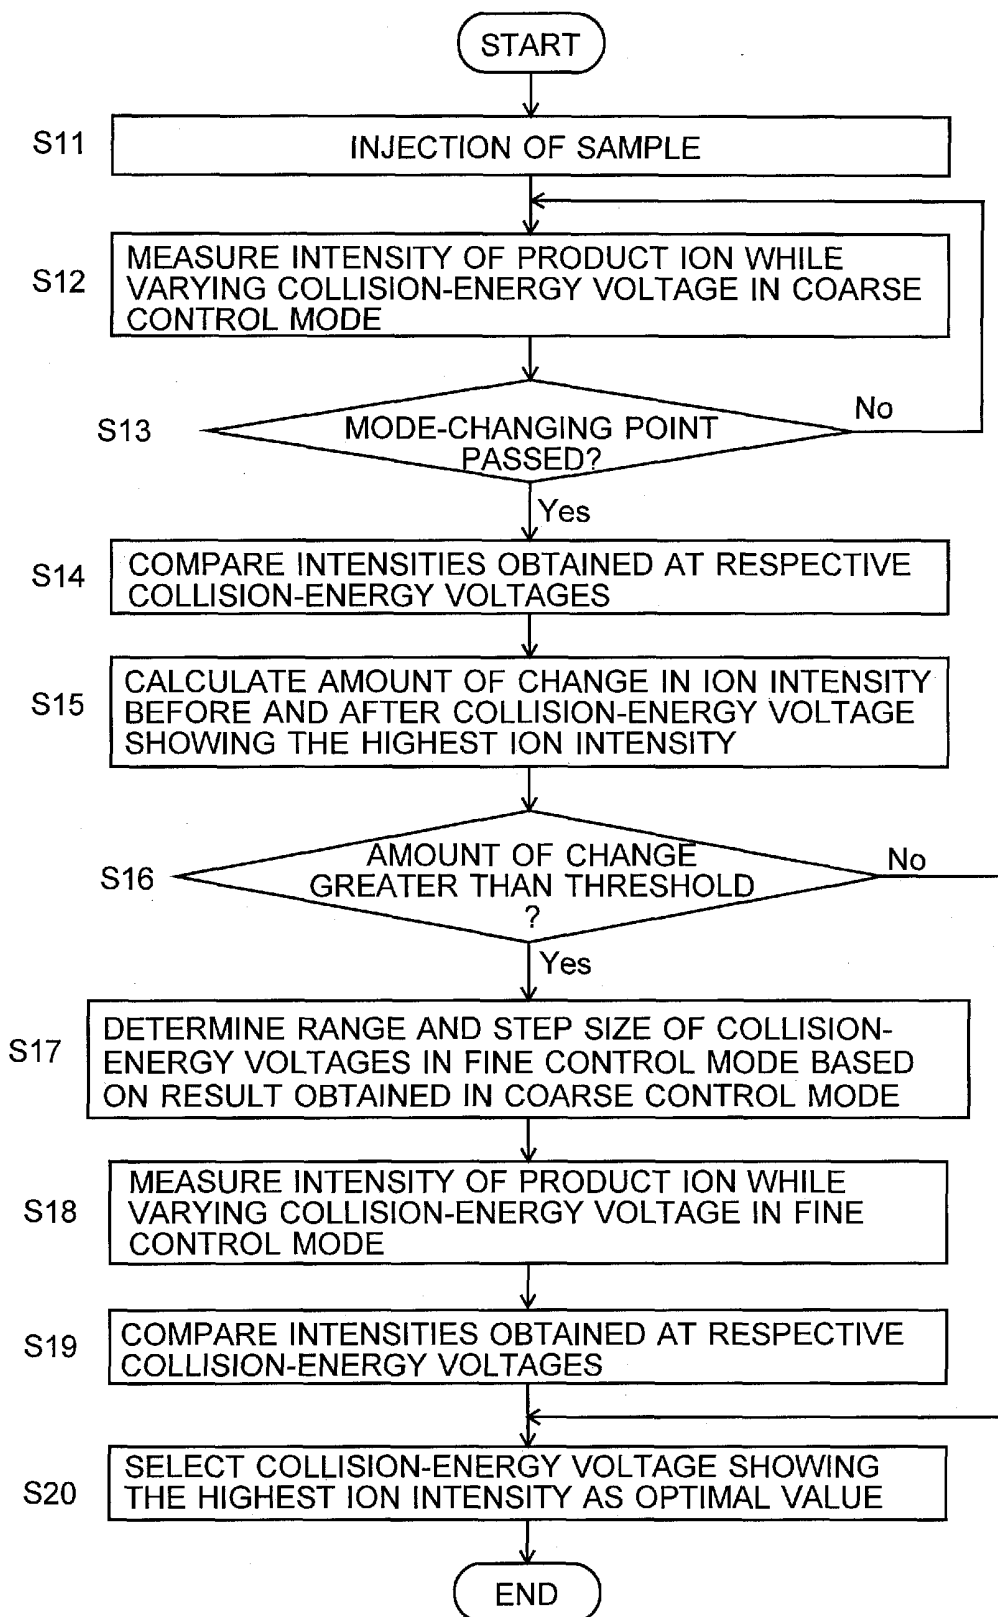 START
S11
INJECTION OF SAMPLE
S12
MEASURE INTENSITY OF PRODUCT ION WHILE
VARYING COLLISION-ENERGY VOLTAGE IN COARSE
CONTROL MODE
S13
MODE-CHANGING POINT
PASSED?
No
Yes
S14
COMPARE INTENSITIES OBTAINED AT RESPECTIVE
COLLISION-ENERGY VOLTAGES
S15
CALCULATE AMOUNT OF CHANGE IN ION INTENSITY
BEFORE AND AFTER COLLISION-ENERGY VOLTAGE
SHOWING THE HIGHEST ION INTENSITY
S16
AMOUNT OF CHANGE
GREATER THAN THRESHOLD
?
No
Yes
S17
DETERMINE RANGE AND STEP SIZE OF COLLISION-
ENERGY VOLTAGES IN FINE CONTROL MODE BASED
ON RESULT OBTAINED IN COARSE CONTROL MODE
S18
MEASURE INTENSITY OF PRODUCT ION WHILE
VARYING COLLISION-ENERGY VOLTAGE IN FINE
CONTROL MODE
S19
COMPARE INTENSITIES OBTAINED AT RESPECTIVE
COLLISION-ENERGY VOLTAGES
S20
SELECT COLLISION-ENERGY VOLTAGE SHOWING
THE HIGHEST ION INTENSITY AS OPTIMAL VALUE
END